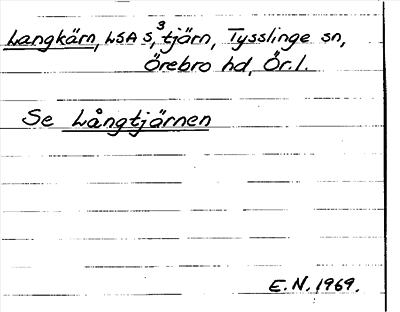 Langkärn, LSA S,³ tjärn, Tysslinge sn,
Örebro hd, Ör.l.
Se Långtjärnen
E.N. 1969.